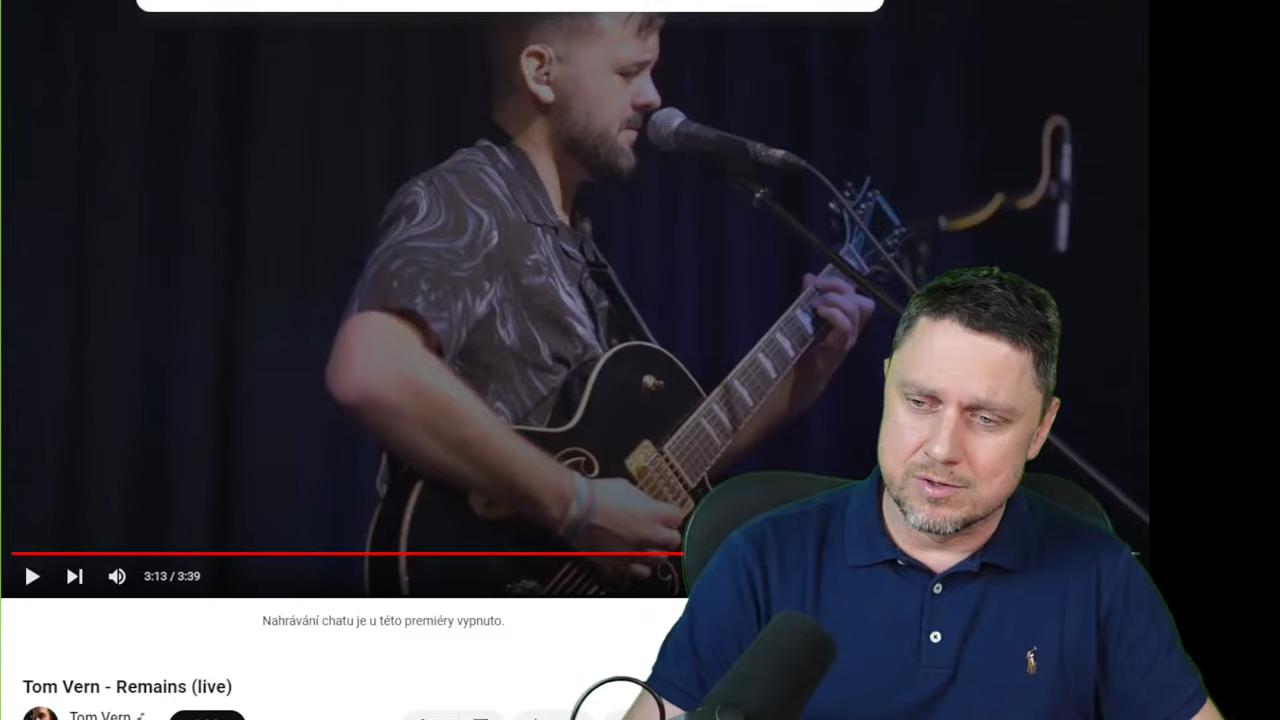 3:13 / 3:39
Nahrávání chatu je u této premiéry vypnuto.
Tom Vern - Remains (live)
Tom Vern